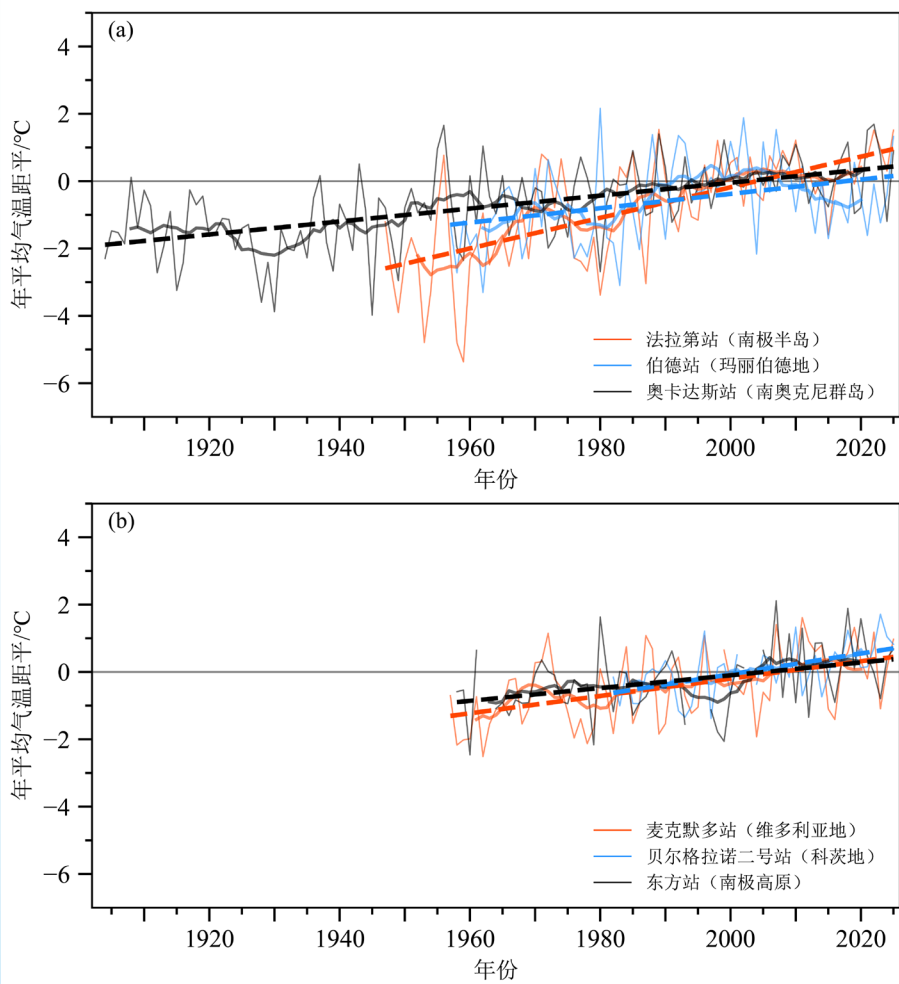 (a)
4
2
0
−2
−4
−6
年平均气温距平/℃
法拉第站（南极半岛）
伯德站（玛丽伯德地）
奥卡达斯站（南奥克尼群岛）
1920 1940 1960 1980 2000 2020
年份
(b)
4
2
0
−2
−4
−6
年平均气温距平/℃
麦克默多站（维多利亚地）
贝尔格拉诺二号站（科茨地）
东方站（南极高原）
1920 1940 1960 1980 2000 2020
年份